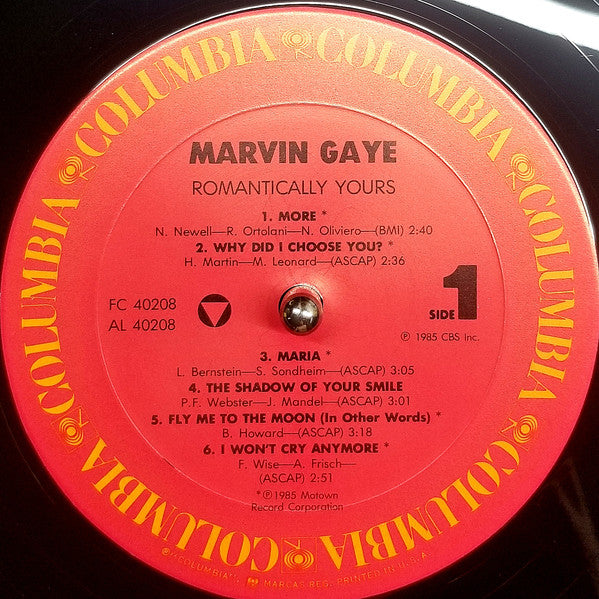 COLUMBIA COLUMBIA COLUMBIA COLUMBIA COLUMBIA COLUMBIA
MARVIN GAYE
ROMANTICALLY YOURS
1. MORE *
N. Newell—R. Ortolani—N. Oliviero—(BMI) 2:40
2. WHY DID I CHOOSE YOU? *
H. Martin—M. Leonard—(ASCAP) 2:36
FC 40208
AL 40208
SIDE 1
℗ 1985 CBS Inc.
3. MARIA *
L. Bernstein—S. Sondheim—(ASCAP) 3:05
4. THE SHADOW OF YOUR SMILE
P.F. Webster—J. Mandel—(ASCAP) 3:01
5. FLY ME TO THE MOON (In Other Words) *
B. Howard—(ASCAP) 3:18
6. I WON'T CRY ANYMORE *
F. Wise—A. Frisch—
(ASCAP) 2:51
*℗1985 Motown
Record Corporation
"COLUMBIA", MARCAS REG. PRINTED IN U.S.A.